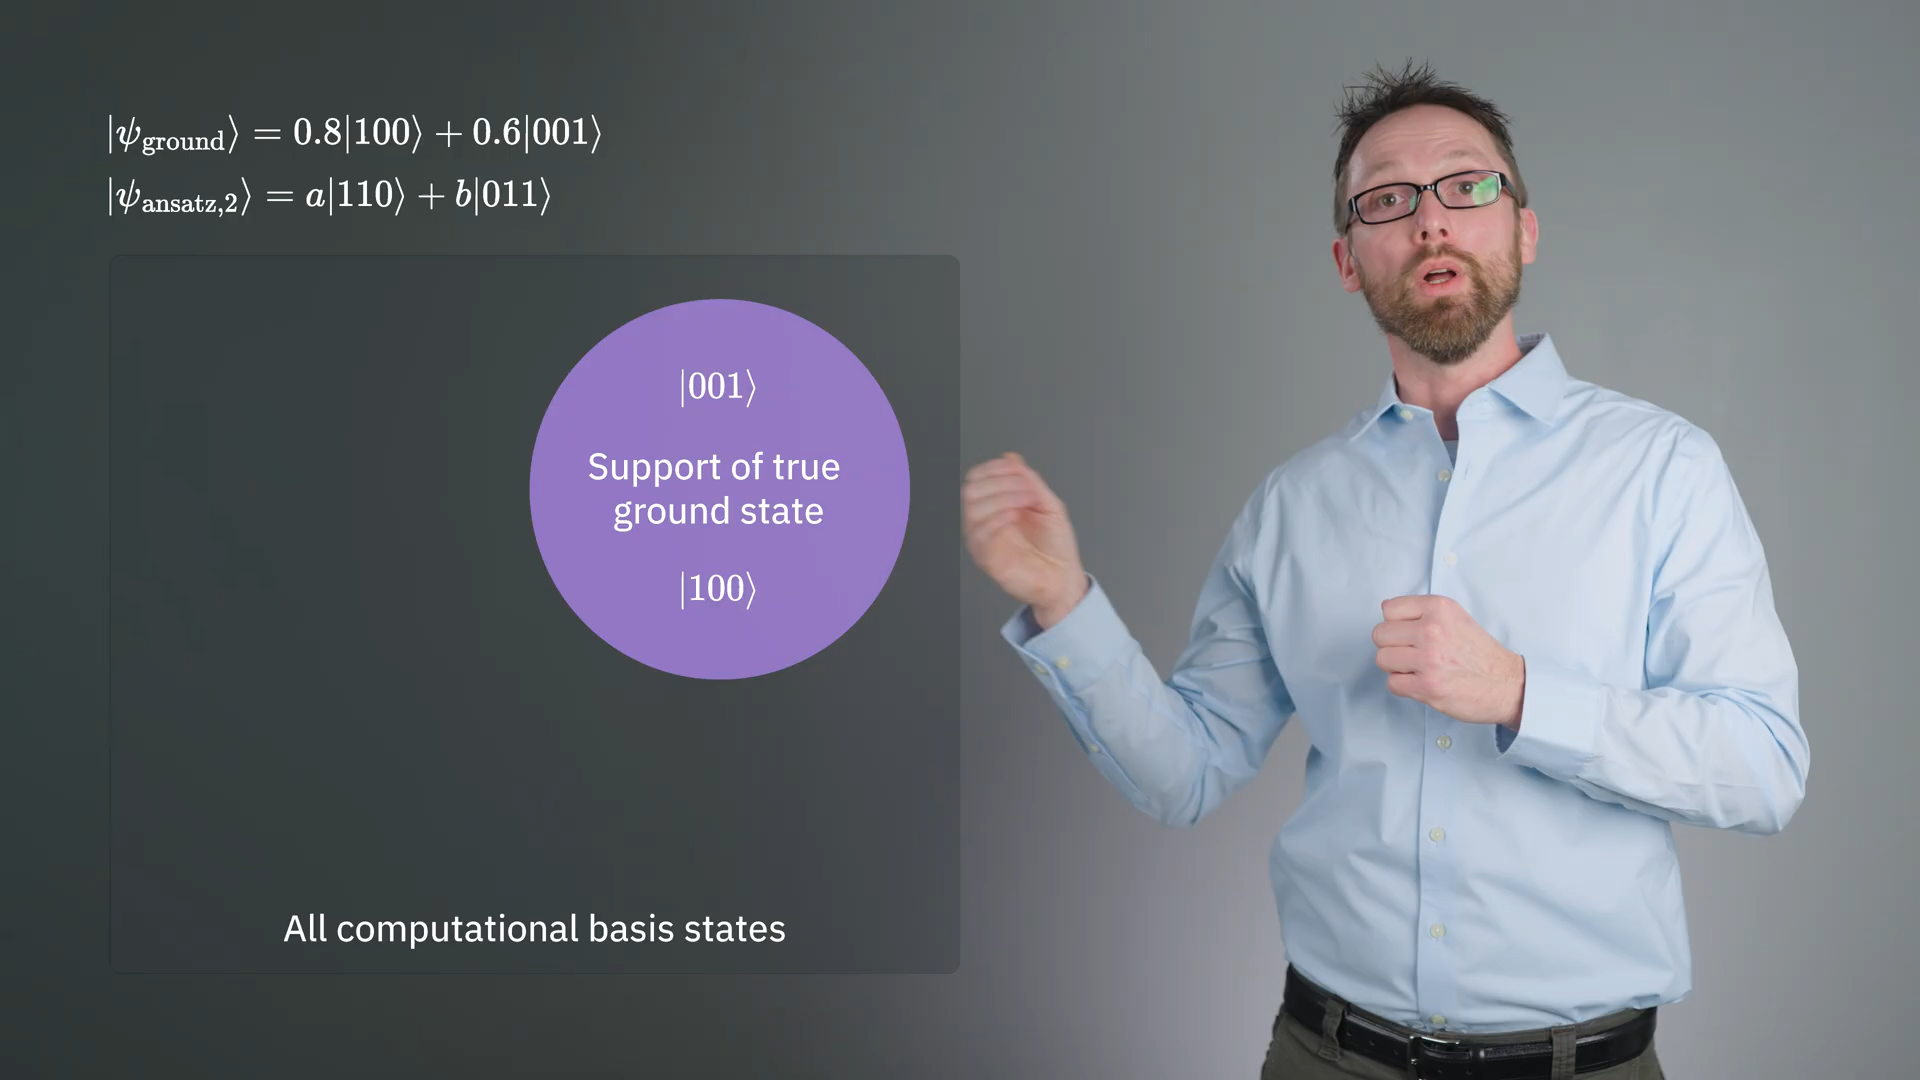 |ψ_ground⟩ = 0.8|100⟩ + 0.6|001⟩
|ψ_ansatz,2⟩ = a|110⟩ + b|011⟩
|001⟩
Support of true
ground state
|100⟩
All computational basis states